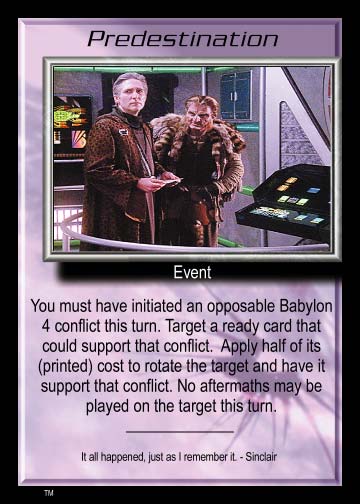 Predestination
Event
You must have initiated an opposable Babylon
4 conflict this turn. Target a ready card that
could support that conflict.  Apply half of its
(printed) cost to rotate the target and have it
support that conflict. No aftermaths may be
played on the target this turn.
It all happened, just as I remember it. - Sinclair
TM